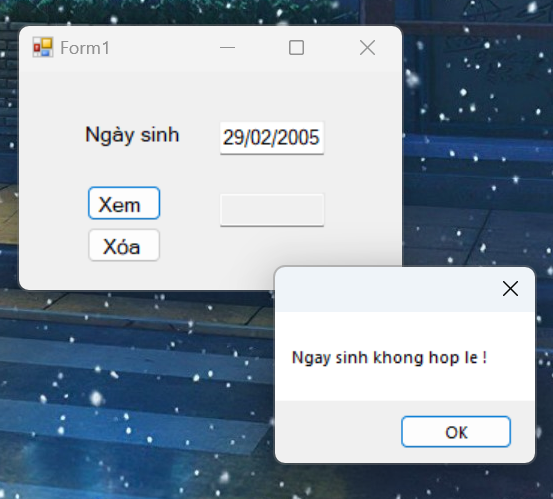 Form1
Ngày sinh
29/02/2005
Xem
Xóa
Ngay sinh khong hop le !
OK